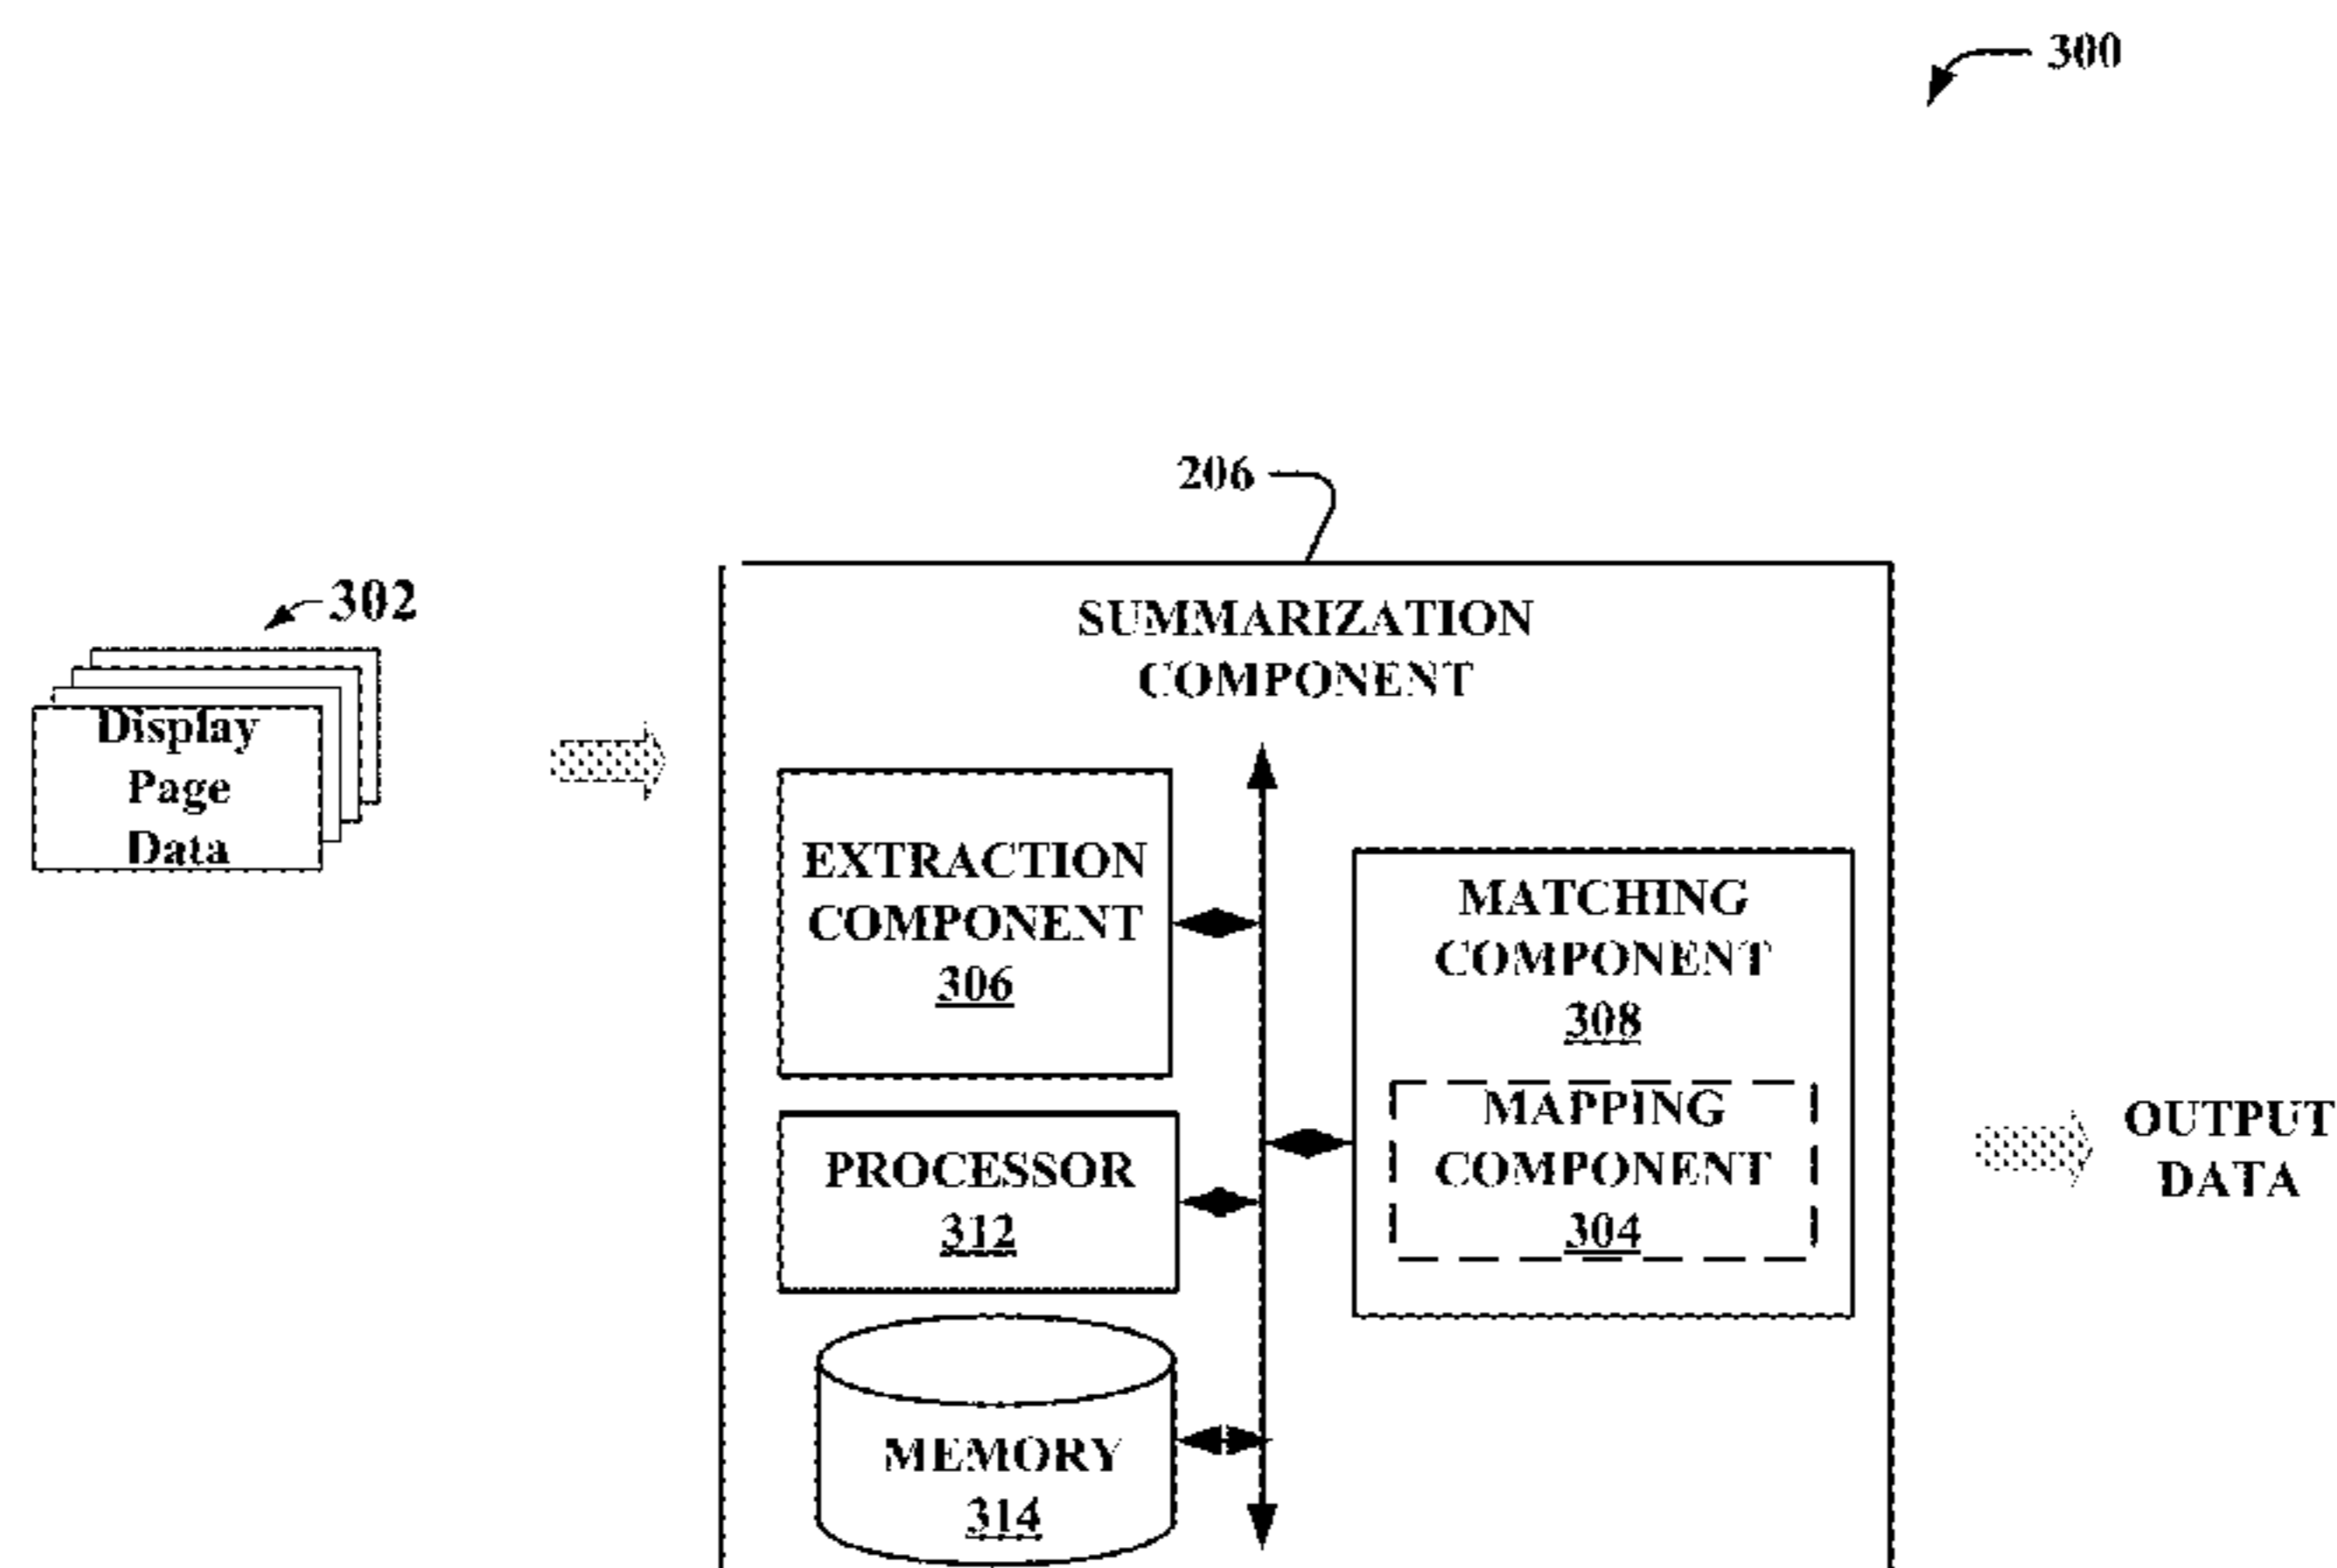 300
206
302
Display
Page
Data
SUMMARIZATION
COMPONENT
EXTRACTION
COMPONENT
306
MATCHING
COMPONENT
308
MAPPING
COMPONENT
304
PROCESSOR
312
MEMORY
314
OUTPUT
DATA